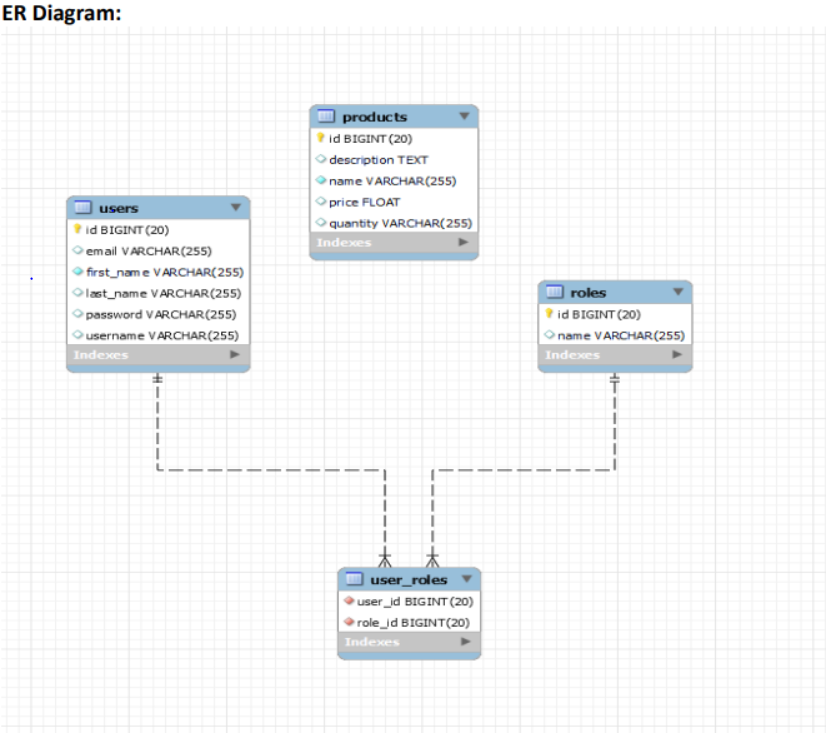 ER Diagram:
products
id BIGINT(20)
description TEXT
name VARCHAR(255)
price FLOAT
quantity VARCHAR(255)
Indexes
users
id BIGINT(20)
email VARCHAR(255)
first_name VARCHAR(255)
last_name VARCHAR(255)
password VARCHAR(255)
username VARCHAR(255)
Indexes
roles
id BIGINT(20)
name VARCHAR(255)
Indexes
user_roles
user_id BIGINT(20)
role_id BIGINT(20)
Indexes